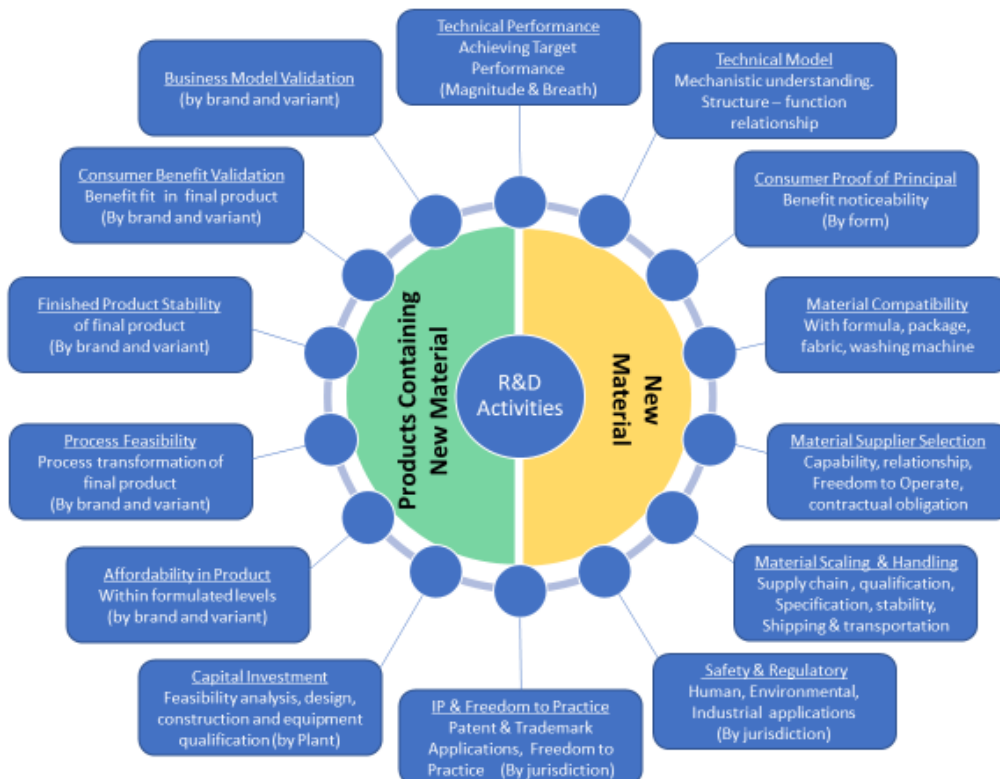 Technical Performance
Achieving Target
Performance
(Magnitude & Breath)
Technical Model
Mechanistic understanding.
Structure – function
relationship
Consumer Proof of Principal
Benefit noticeability
(By form)
Material Compatibility
With formula, package,
fabric, washing machine
Material Supplier Selection
Capability, relationship,
Freedom to Operate,
contractual obligation
Material Scaling & Handling
Supply chain , qualification,
Specification, stability,
Shipping & transportation
Safety & Regulatory
Human, Environmental,
Industrial applications
(By jurisdiction)
IP & Freedom to Practice
Patent & Trademark
Applications, Freedom to
Practice (By jurisdiction)
Capital Investment
Feasibility analysis, design,
construction and equipment
qualification (by Plant)
Affordability in Product
Within formulated levels
(by brand and variant)
Process Feasibility
Process transformation of
final product
(By brand and variant)
Finished Product Stability
of final product
(By brand and variant)
Consumer Benefit Validation
Benefit fit in final product
(By brand and variant)
Business Model Validation
(by brand and variant)
Products Containing
New Material
R&D
Activities
New
Material